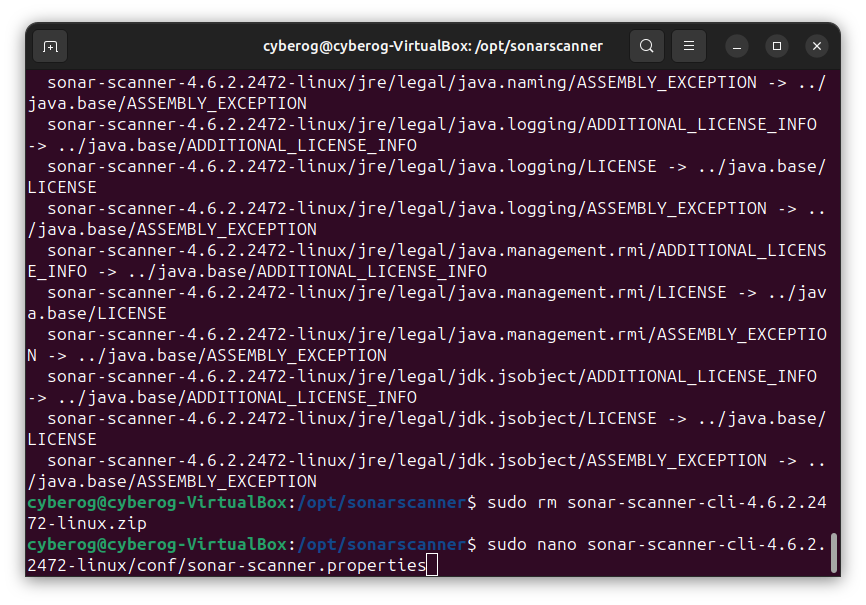 cyberog@cyberog-VirtualBox: /opt/sonarscanner
sonar-scanner-4.6.2.2472-linux/jre/legal/java.naming/ASSEMBLY_EXCEPTION -> ../
java.base/ASSEMBLY_EXCEPTION
sonar-scanner-4.6.2.2472-linux/jre/legal/java.logging/ADDITIONAL_LICENSE_INFO
-> ../java.base/ADDITIONAL_LICENSE_INFO
sonar-scanner-4.6.2.2472-linux/jre/legal/java.logging/LICENSE -> ../java.base/
LICENSE
sonar-scanner-4.6.2.2472-linux/jre/legal/java.logging/ASSEMBLY_EXCEPTION -> ..
/java.base/ASSEMBLY_EXCEPTION
sonar-scanner-4.6.2.2472-linux/jre/legal/java.management.rmi/ADDITIONAL_LICENS
E_INFO -> ../java.base/ADDITIONAL_LICENSE_INFO
sonar-scanner-4.6.2.2472-linux/jre/legal/java.management.rmi/LICENSE -> ../jav
a.base/LICENSE
sonar-scanner-4.6.2.2472-linux/jre/legal/java.management.rmi/ASSEMBLY_EXCEPTIO
N -> ../java.base/ASSEMBLY_EXCEPTION
sonar-scanner-4.6.2.2472-linux/jre/legal/jdk.jsobject/ADDITIONAL_LICENSE_INFO
-> ../java.base/ADDITIONAL_LICENSE_INFO
sonar-scanner-4.6.2.2472-linux/jre/legal/jdk.jsobject/LICENSE -> ../java.base/
LICENSE
sonar-scanner-4.6.2.2472-linux/jre/legal/jdk.jsobject/ASSEMBLY_EXCEPTION -> ..
/java.base/ASSEMBLY_EXCEPTION
cyberog@cyberog-VirtualBox:/opt/sonarscanner$ sudo rm sonar-scanner-cli-4.6.2.24
72-linux.zip
cyberog@cyberog-VirtualBox:/opt/sonarscanner$ sudo nano sonar-scanner-cli-4.6.2.
2472-linux/conf/sonar-scanner.properties